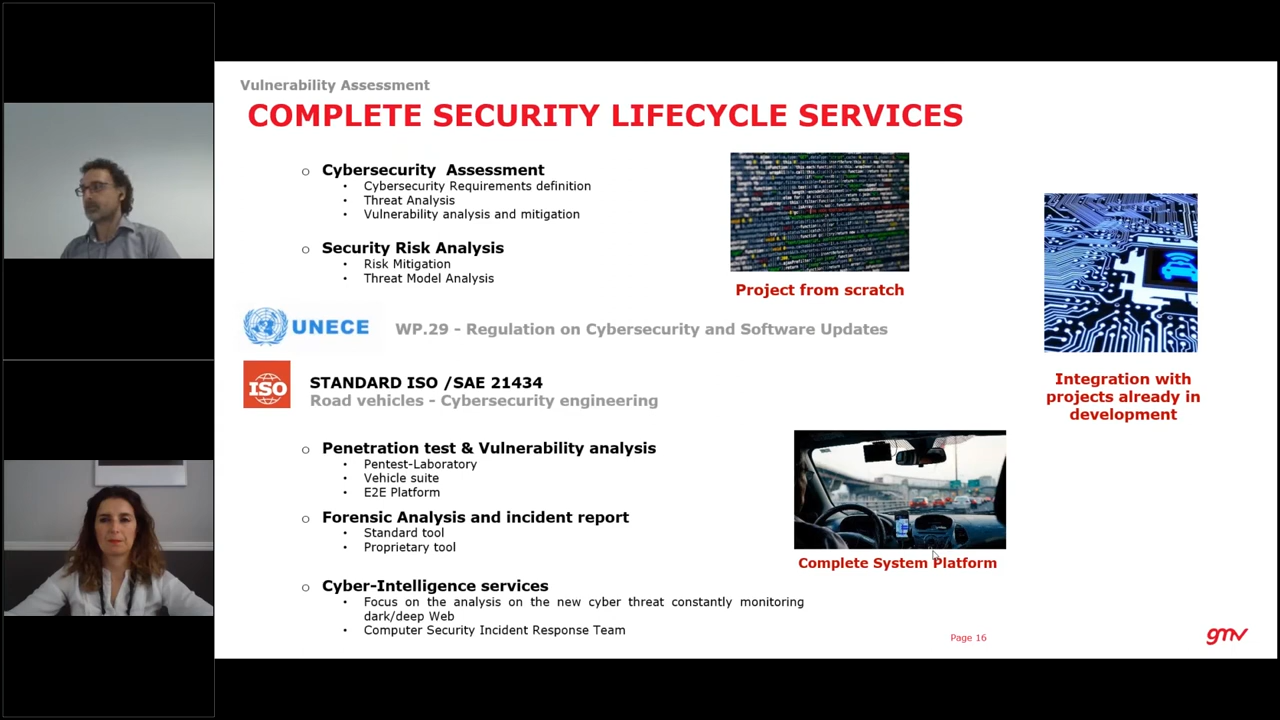 Vulnerability Assessment
COMPLETE SECURITY LIFECYCLE SERVICES
o Cybersecurity Assessment
• Cybersecurity Requirements definition
• Threat Analysis
• Vulnerability analysis and mitigation
o Security Risk Analysis
• Risk Mitigation
• Threat Model Analysis
Project from scratch
UNECE
WP.29 - Regulation on Cybersecurity and Software Updates
Integration with
projects already in
development
ISO
STANDARD ISO /SAE 21434
Road vehicles - Cybersecurity engineering
o Penetration test & Vulnerability analysis
• Pentest-Laboratory
• Vehicle suite
• E2E Platform
o Forensic Analysis and incident report
• Standard tool
• Proprietary tool
Complete System Platform
o Cyber-Intelligence services
• Focus on the analysis on the new cyber threat constantly monitoring
dark/deep Web
• Computer Security Incident Response Team
Page 16
gmv